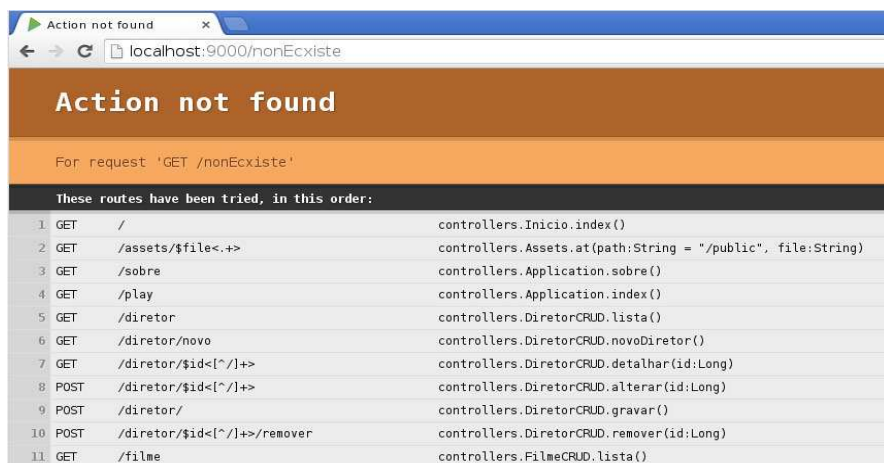 Action not found ×
localhost:9000/nonEcxiste
Action not found
For request 'GET /nonEcxiste'
These routes have been tried, in this order:
1 GET / controllers.Inicio.index()
2 GET /assets/$file<.+> controllers.Assets.at(path:String = "/public", file:String)
3 GET /sobre controllers.Application.sobre()
4 GET /play controllers.Application.index()
5 GET /diretor controllers.DiretorCRUD.lista()
6 GET /diretor/novo controllers.DiretorCRUD.novoDiretor()
7 GET /diretor/$id<[^/]+> controllers.DiretorCRUD.detalhar(id:Long)
8 POST /diretor/$id<[^/]+> controllers.DiretorCRUD.alterar(id:Long)
9 POST /diretor/ controllers.DiretorCRUD.gravar()
10 POST /diretor/$id<[^/]+>/remover controllers.DiretorCRUD.remover(id:Long)
11 GET /filme controllers.FilmeCRUD.lista()